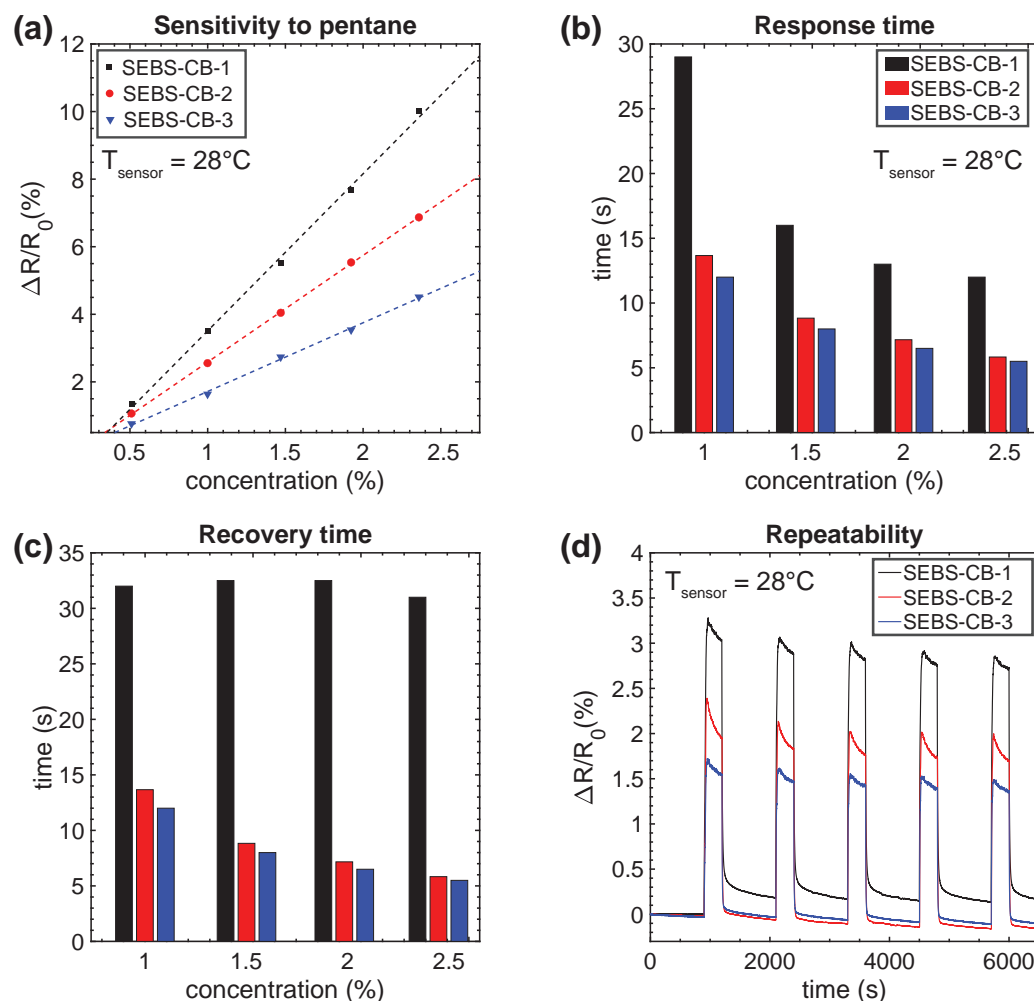 (a) Sensitivity to pentane
12
10
8
6
4
2
ΔR/R0(%)
SEBS-CB-1
SEBS-CB-2
SEBS-CB-3
Tsensor = 28°C
0.5 1 1.5 2 2.5
concentration (%)
(b) Response time
30
25
20
15
10
5
0
time (s)
SEBS-CB-1
SEBS-CB-2
SEBS-CB-3
Tsensor = 28°C
1 1.5 2 2.5
concentration (%)
(c) Recovery time
35
30
25
20
15
10
5
0
time (s)
1 1.5 2 2.5
concentration (%)
(d) Repeatability
4
3.5
3
2.5
2
1.5
1
0.5
0
ΔR/R0(%)
Tsensor = 28°C
SEBS-CB-1
SEBS-CB-2
SEBS-CB-3
0 2000 4000 6000
time (s)